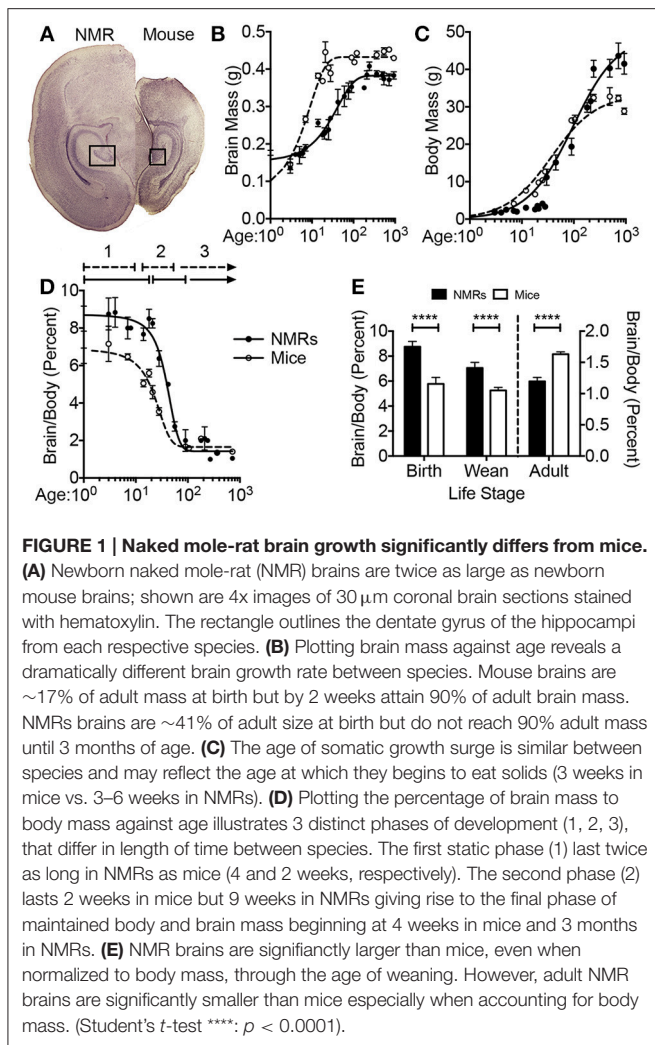 A
NMR
Mouse
B
Brain Mass (g)
0.5
0.4
0.3
0.2
0.1
0.0
Age:10⁰ 10¹ 10² 10³
C
Body Mass (g)
50
40
30
20
10
0
Age:10⁰ 10¹ 10² 10³
1 2 3
D
Brain/Body (Percent)
10
8
6
4
2
0
Age:10⁰ 10¹ 10² 10³
NMRs
Mice
E
NMRs Mice
**** **** ****
Brain/Body (Percent)
10
8
6
4
2
0
Brain/Body (Percent)
2.0
1.5
1.0
0.5
0.0
Birth Wean Adult
Life Stage
FIGURE 1 | Naked mole-rat brain growth significantly differs from mice.
(A) Newborn naked mole-rat (NMR) brains are twice as large as newborn
mouse brains; shown are 4x images of 30 μm coronal brain sections stained
with hematoxylin. The rectangle outlines the dentate gyrus of the hippocampi
from each respective species. (B) Plotting brain mass against age reveals a
dramatically different brain growth rate between species. Mouse brains are
∼17% of adult mass at birth but by 2 weeks attain 90% of adult brain mass.
NMRs brains are ∼41% of adult size at birth but do not reach 90% adult mass
until 3 months of age. (C) The age of somatic growth surge is similar between
species and may reflect the age at which they begins to eat solids (3 weeks in
mice vs. 3–6 weeks in NMRs). (D) Plotting the percentage of brain mass to
body mass against age illustrates 3 distinct phases of development (1, 2, 3),
that differ in length of time between species. The first static phase (1) last twice
as long in NMRs as mice (4 and 2 weeks, respectively). The second phase (2)
lasts 2 weeks in mice but 9 weeks in NMRs giving rise to the final phase of
maintained body and brain mass beginning at 4 weeks in mice and 3 months
in NMRs. (E) NMR brains are signifianctly larger than mice, even when
normalized to body mass, through the age of weaning. However, adult NMR
brains are significantly smaller than mice especially when accounting for body
mass. (Student's t-test ****: p < 0.0001).